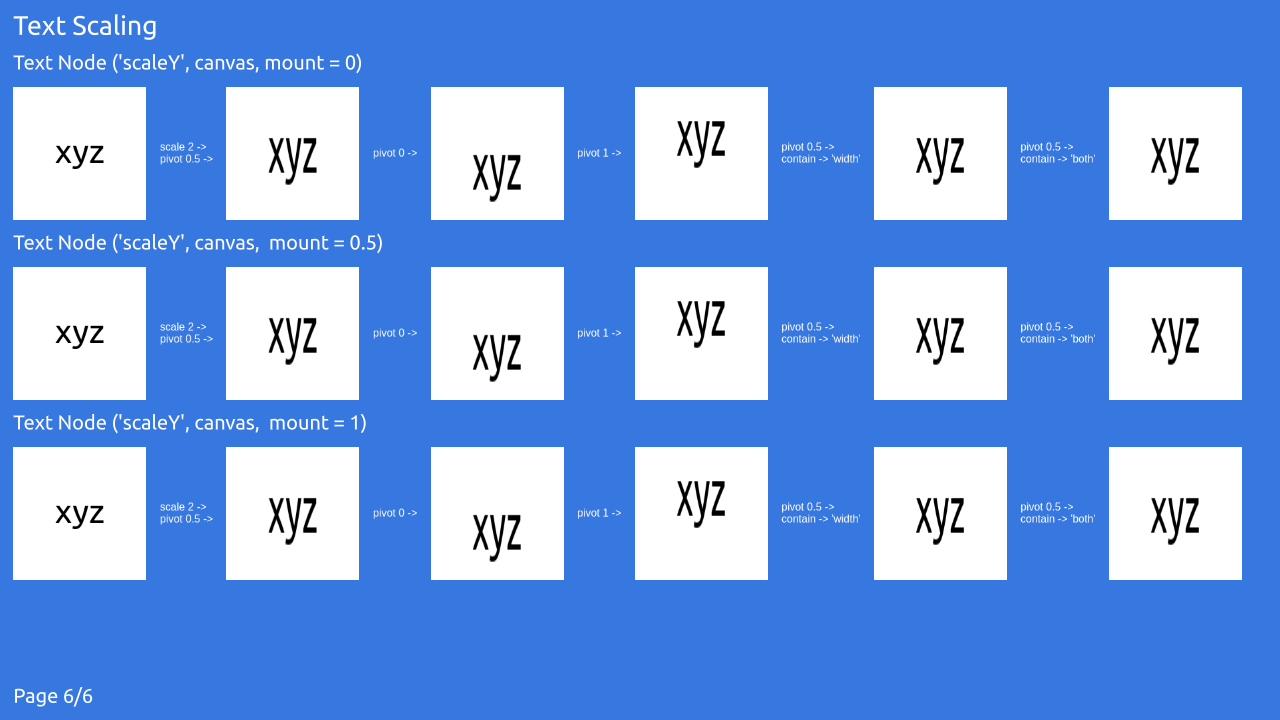 Text Scaling
Text Node ('scaleY', canvas, mount = 0)
xyz
scale 2 ->
pivot 0.5 ->
xyz
pivot 0 ->
xyz
pivot 1 ->
xyz
pivot 0.5 ->
contain -> 'width'
xyz
pivot 0.5 ->
contain -> 'both'
xyz
Text Node ('scaleY', canvas,  mount = 0.5)
xyz
scale 2 ->
pivot 0.5 ->
xyz
pivot 0 ->
xyz
pivot 1 ->
xyz
pivot 0.5 ->
contain -> 'width'
xyz
pivot 0.5 ->
contain -> 'both'
xyz
Text Node ('scaleY', canvas,  mount = 1)
xyz
scale 2 ->
pivot 0.5 ->
xyz
pivot 0 ->
xyz
pivot 1 ->
xyz
pivot 0.5 ->
contain -> 'width'
xyz
pivot 0.5 ->
contain -> 'both'
xyz
Page 6/6